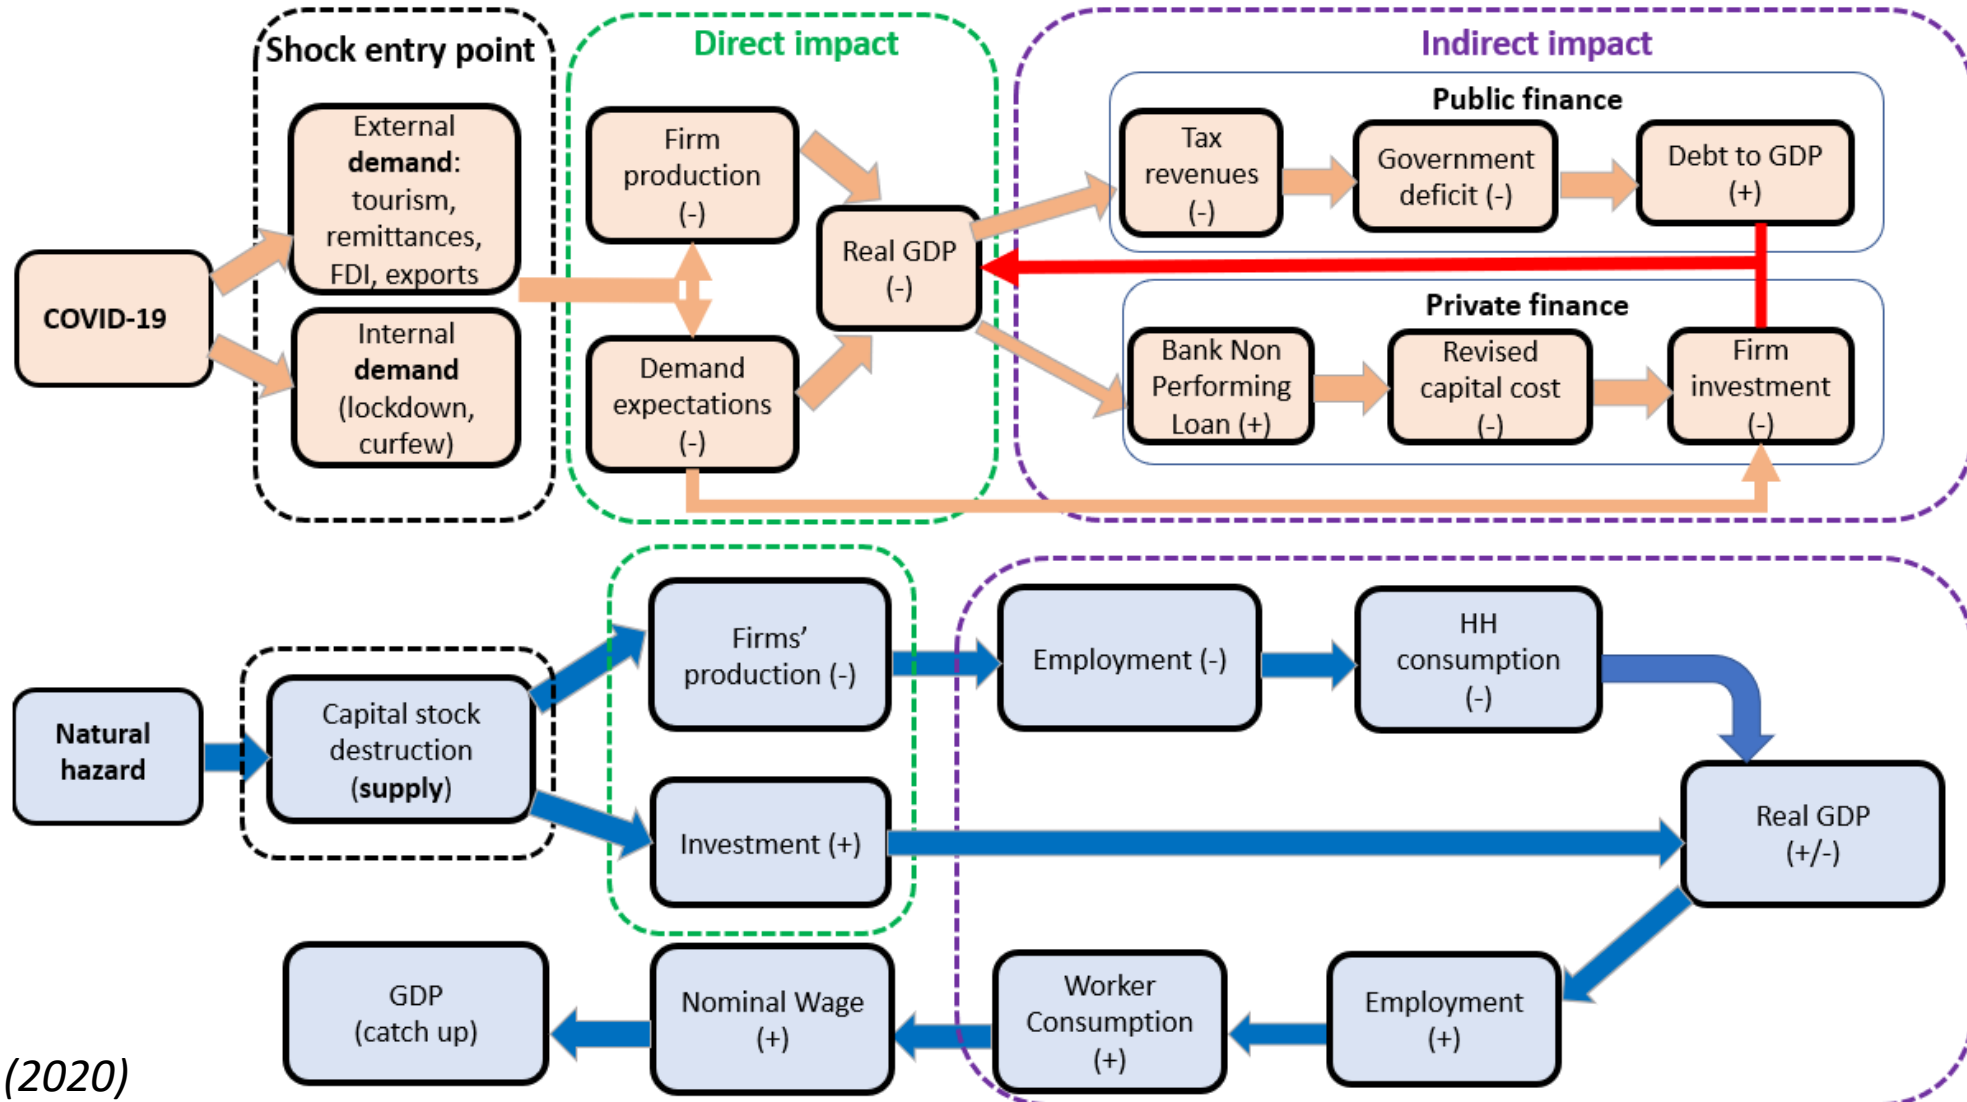 Shock entry point
Direct impact
Indirect impact
COVID-19
External
demand:
tourism,
remittances,
FDI, exports
Internal
demand
(lockdown,
curfew)
Firm
production
(-)
Demand
expectations
(-)
Real GDP
(-)
Public finance
Tax
revenues
(-)
Government
deficit (-)
Debt to GDP
(+)
Private finance
Bank Non
Performing
Loan (+)
Revised
capital cost
(-)
Firm
investment
(-)
Natural
hazard
Capital stock
destruction
(supply)
Firms’
production (-)
Investment (+)
Employment (-)
HH
consumption
(-)
Real GDP
(+/-)
Employment
(+)
Worker
Consumption
(+)
Nominal Wage
(+)
GDP
(catch up)
(2020)